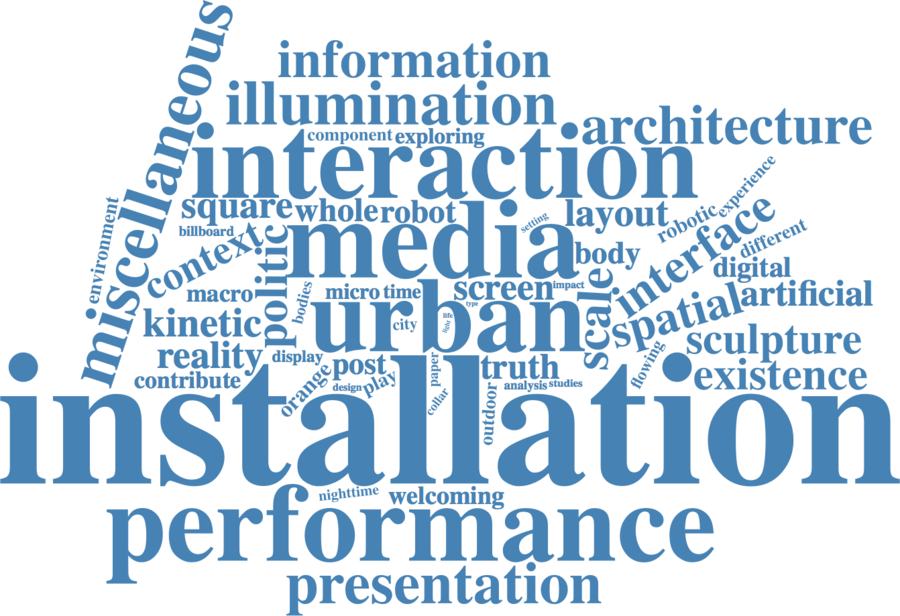 information
illumination
miscellaneous
component exploring
architecture
interaction
experience
square whole robot
media
setting
layout
robotic
interface
different
billboard
environment
context
politic
body
digital
macro
bodies
micro time
screen
impact
type
scale
spatial
artificial
kinetic
urban
city
life
light
sculpture
reality
display
post
paper
truth
flowing
existence
contribute
orange
design
play
collar
outdoor
analysis studies
installation
nighttime welcoming
performance
presentation